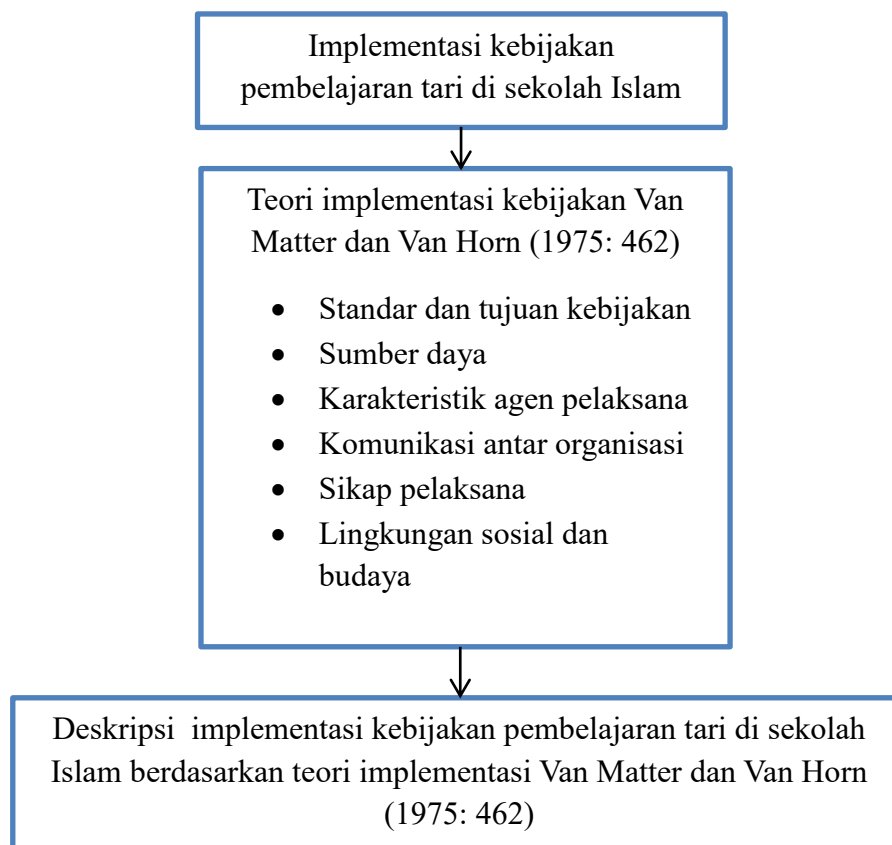 Implementasi kebijakan
pembelajaran tari di sekolah Islam
Teori implementasi kebijakan Van
Matter dan Van Horn (1975: 462)
• Standar dan tujuan kebijakan
• Sumber daya
• Karakteristik agen pelaksana
• Komunikasi antar organisasi
• Sikap pelaksana
• Lingkungan sosial dan
budaya
Deskripsi implementasi kebijakan pembelajaran tari di sekolah
Islam berdasarkan teori implementasi Van Matter dan Van Horn
(1975: 462)